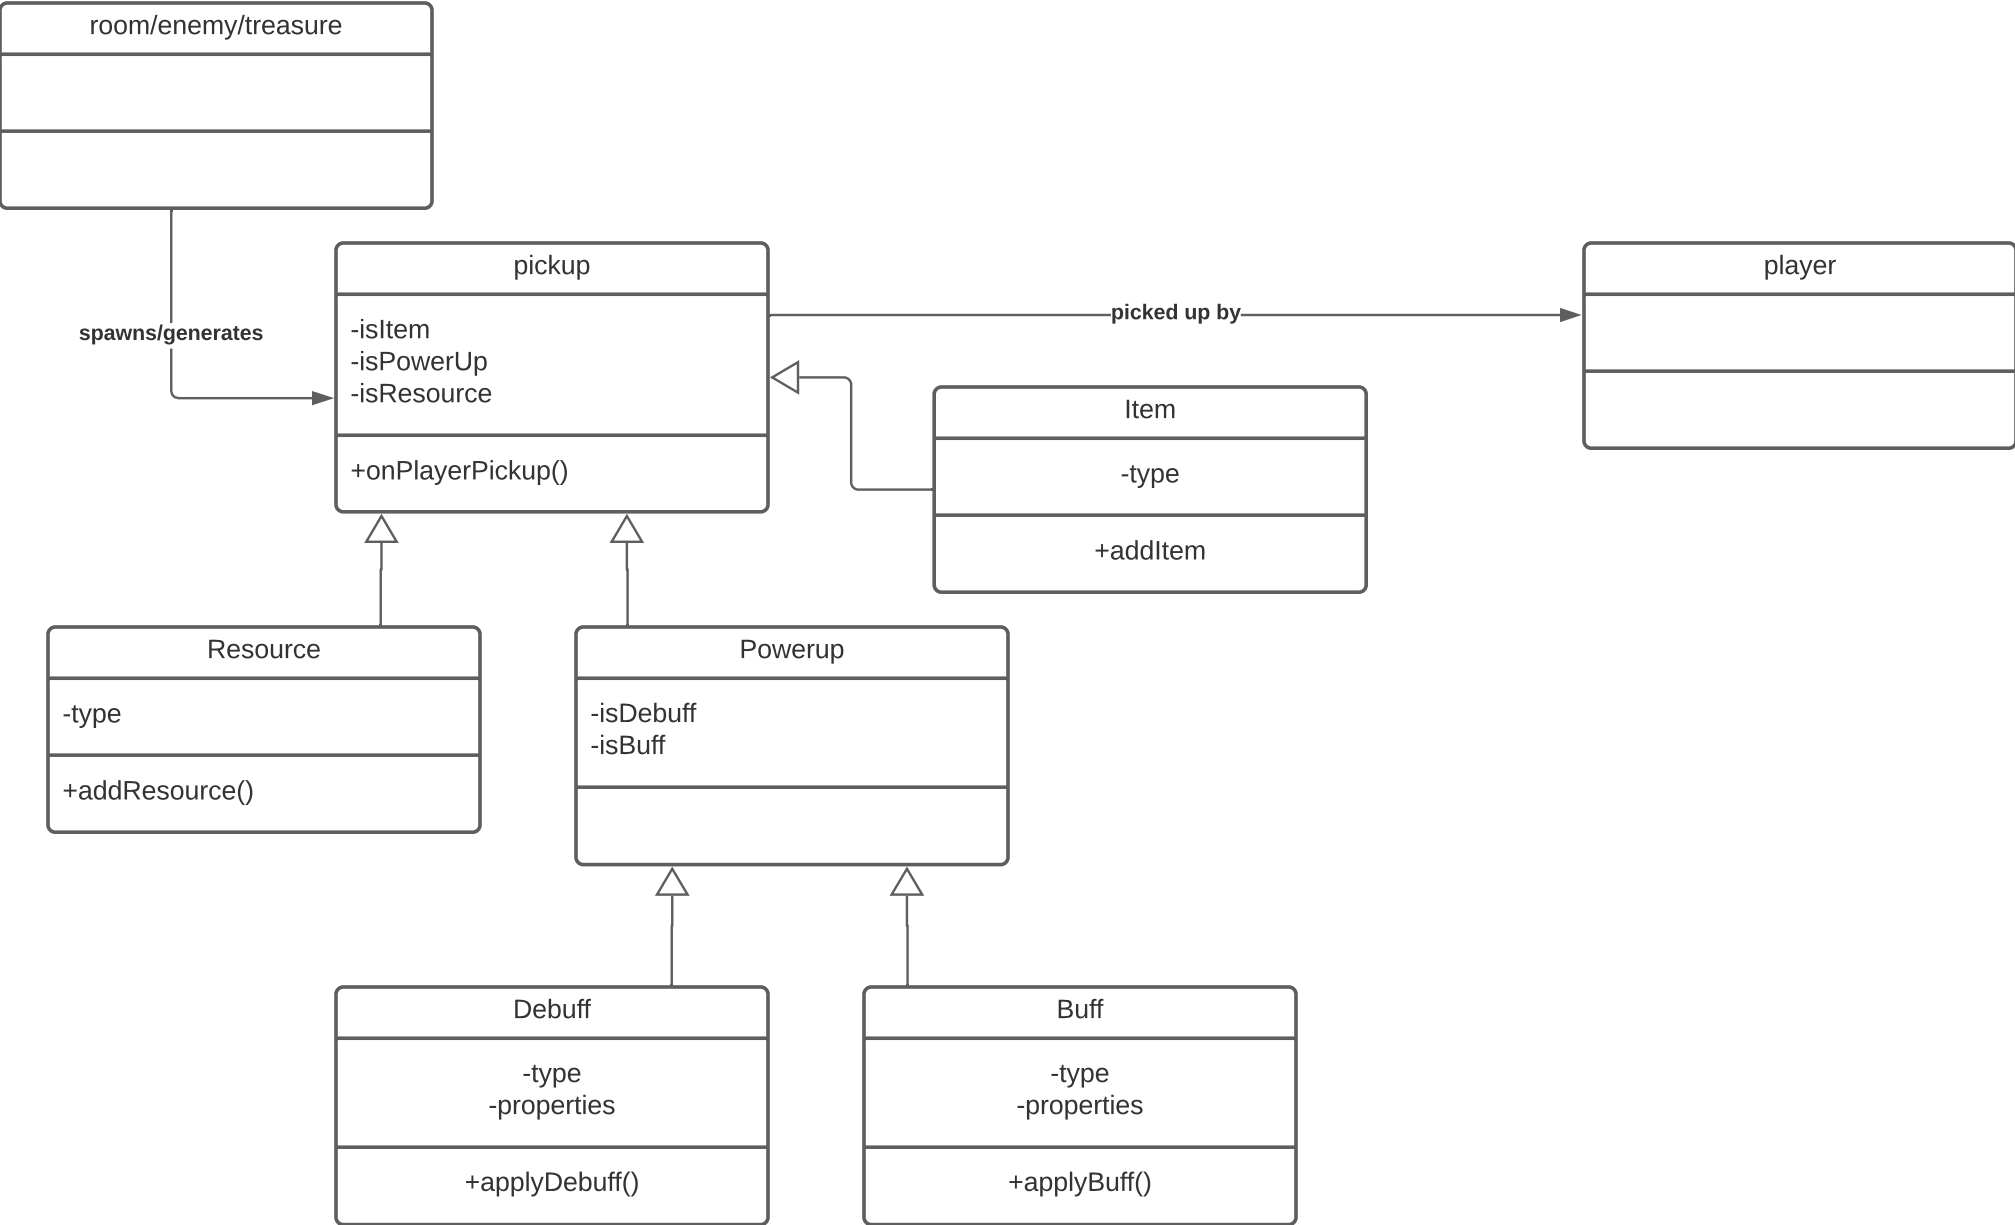 room/enemy/treasure
spawns/generates
pickup
-isItem
-isPowerUp
-isResource
+onPlayerPickup()
picked up by
player
Item
-type
+addItem
Resource
-type
+addResource()
Powerup
-isDebuff
-isBuff
Debuff
-type
-properties
+applyDebuff()
Buff
-type
-properties
+applyBuff()